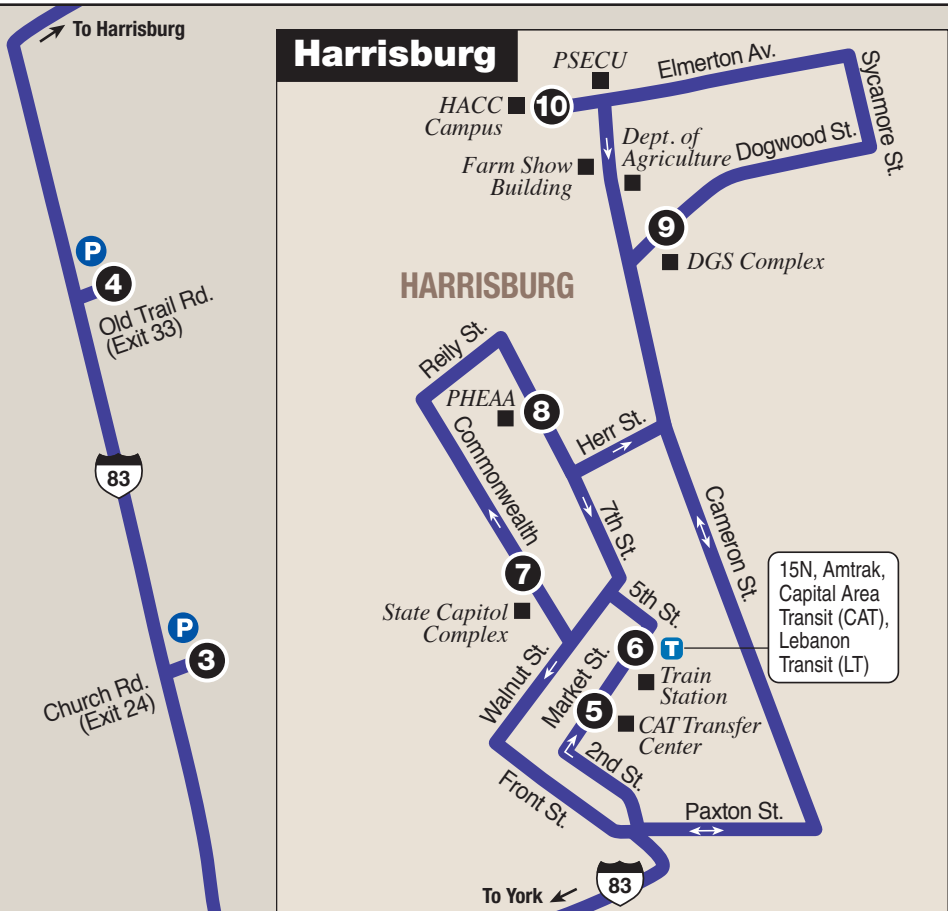 To Harrisburg
P
4
Old Trail Rd.
(Exit 33)
83
P
3
Church Rd.
(Exit 24)
Harrisburg
PSECU
Elmerton Av.
Sycamore St.
HACC
Campus
10
Dept. of
Agriculture
Dogwood St.
Farm Show
Building
9
DGS Complex
HARRISBURG
Reily St.
PHEAA
8
Herr St.
Commonwealth
7th St.
Cameron St.
7
State Capitol
Complex
5th St.
15N, Amtrak,
Capital Area
Transit (CAT),
Lebanon
Transit (LT)
6
T
Train
Station
Walnut St.
Market St.
5
CAT Transfer
Center
2nd St.
Front St.
Paxton St.
To York
83